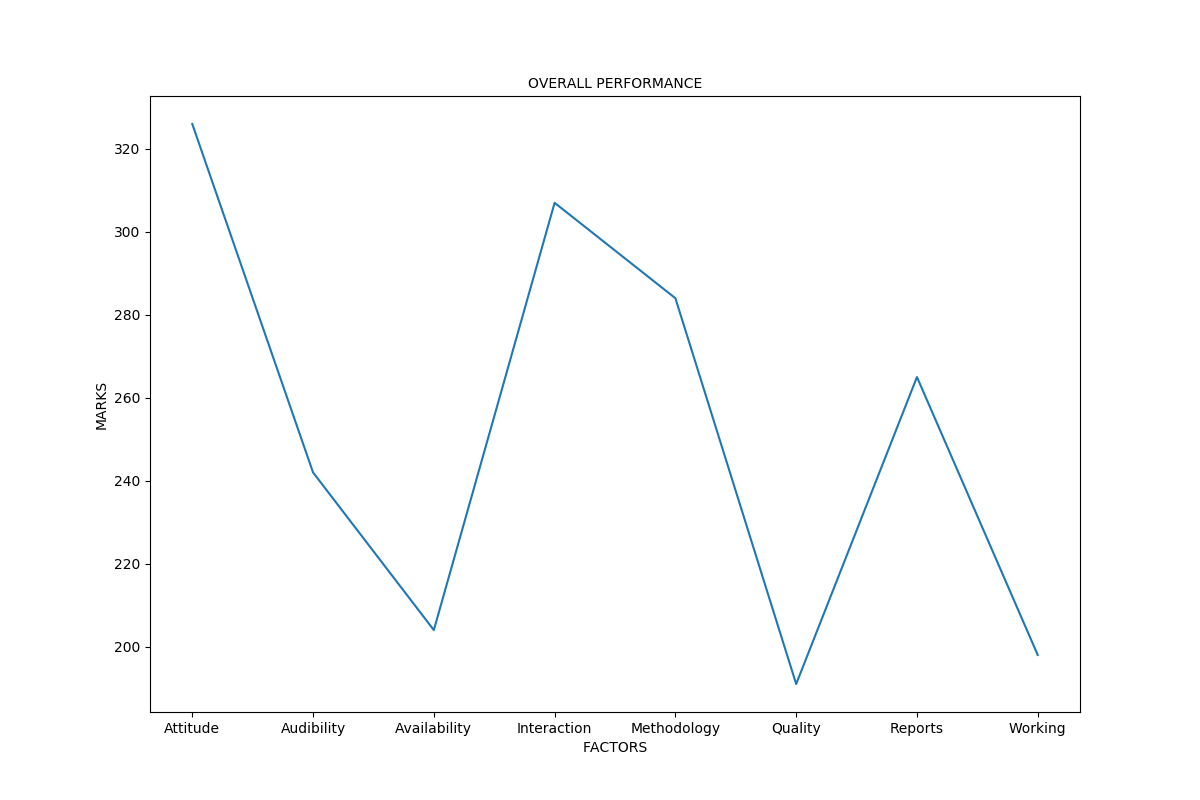 OVERALL PERFORMANCE
320
300
280
260
240
220
200
MARKS
Attitude Audibility Availability Interaction Methodology Quality Reports Working
FACTORS